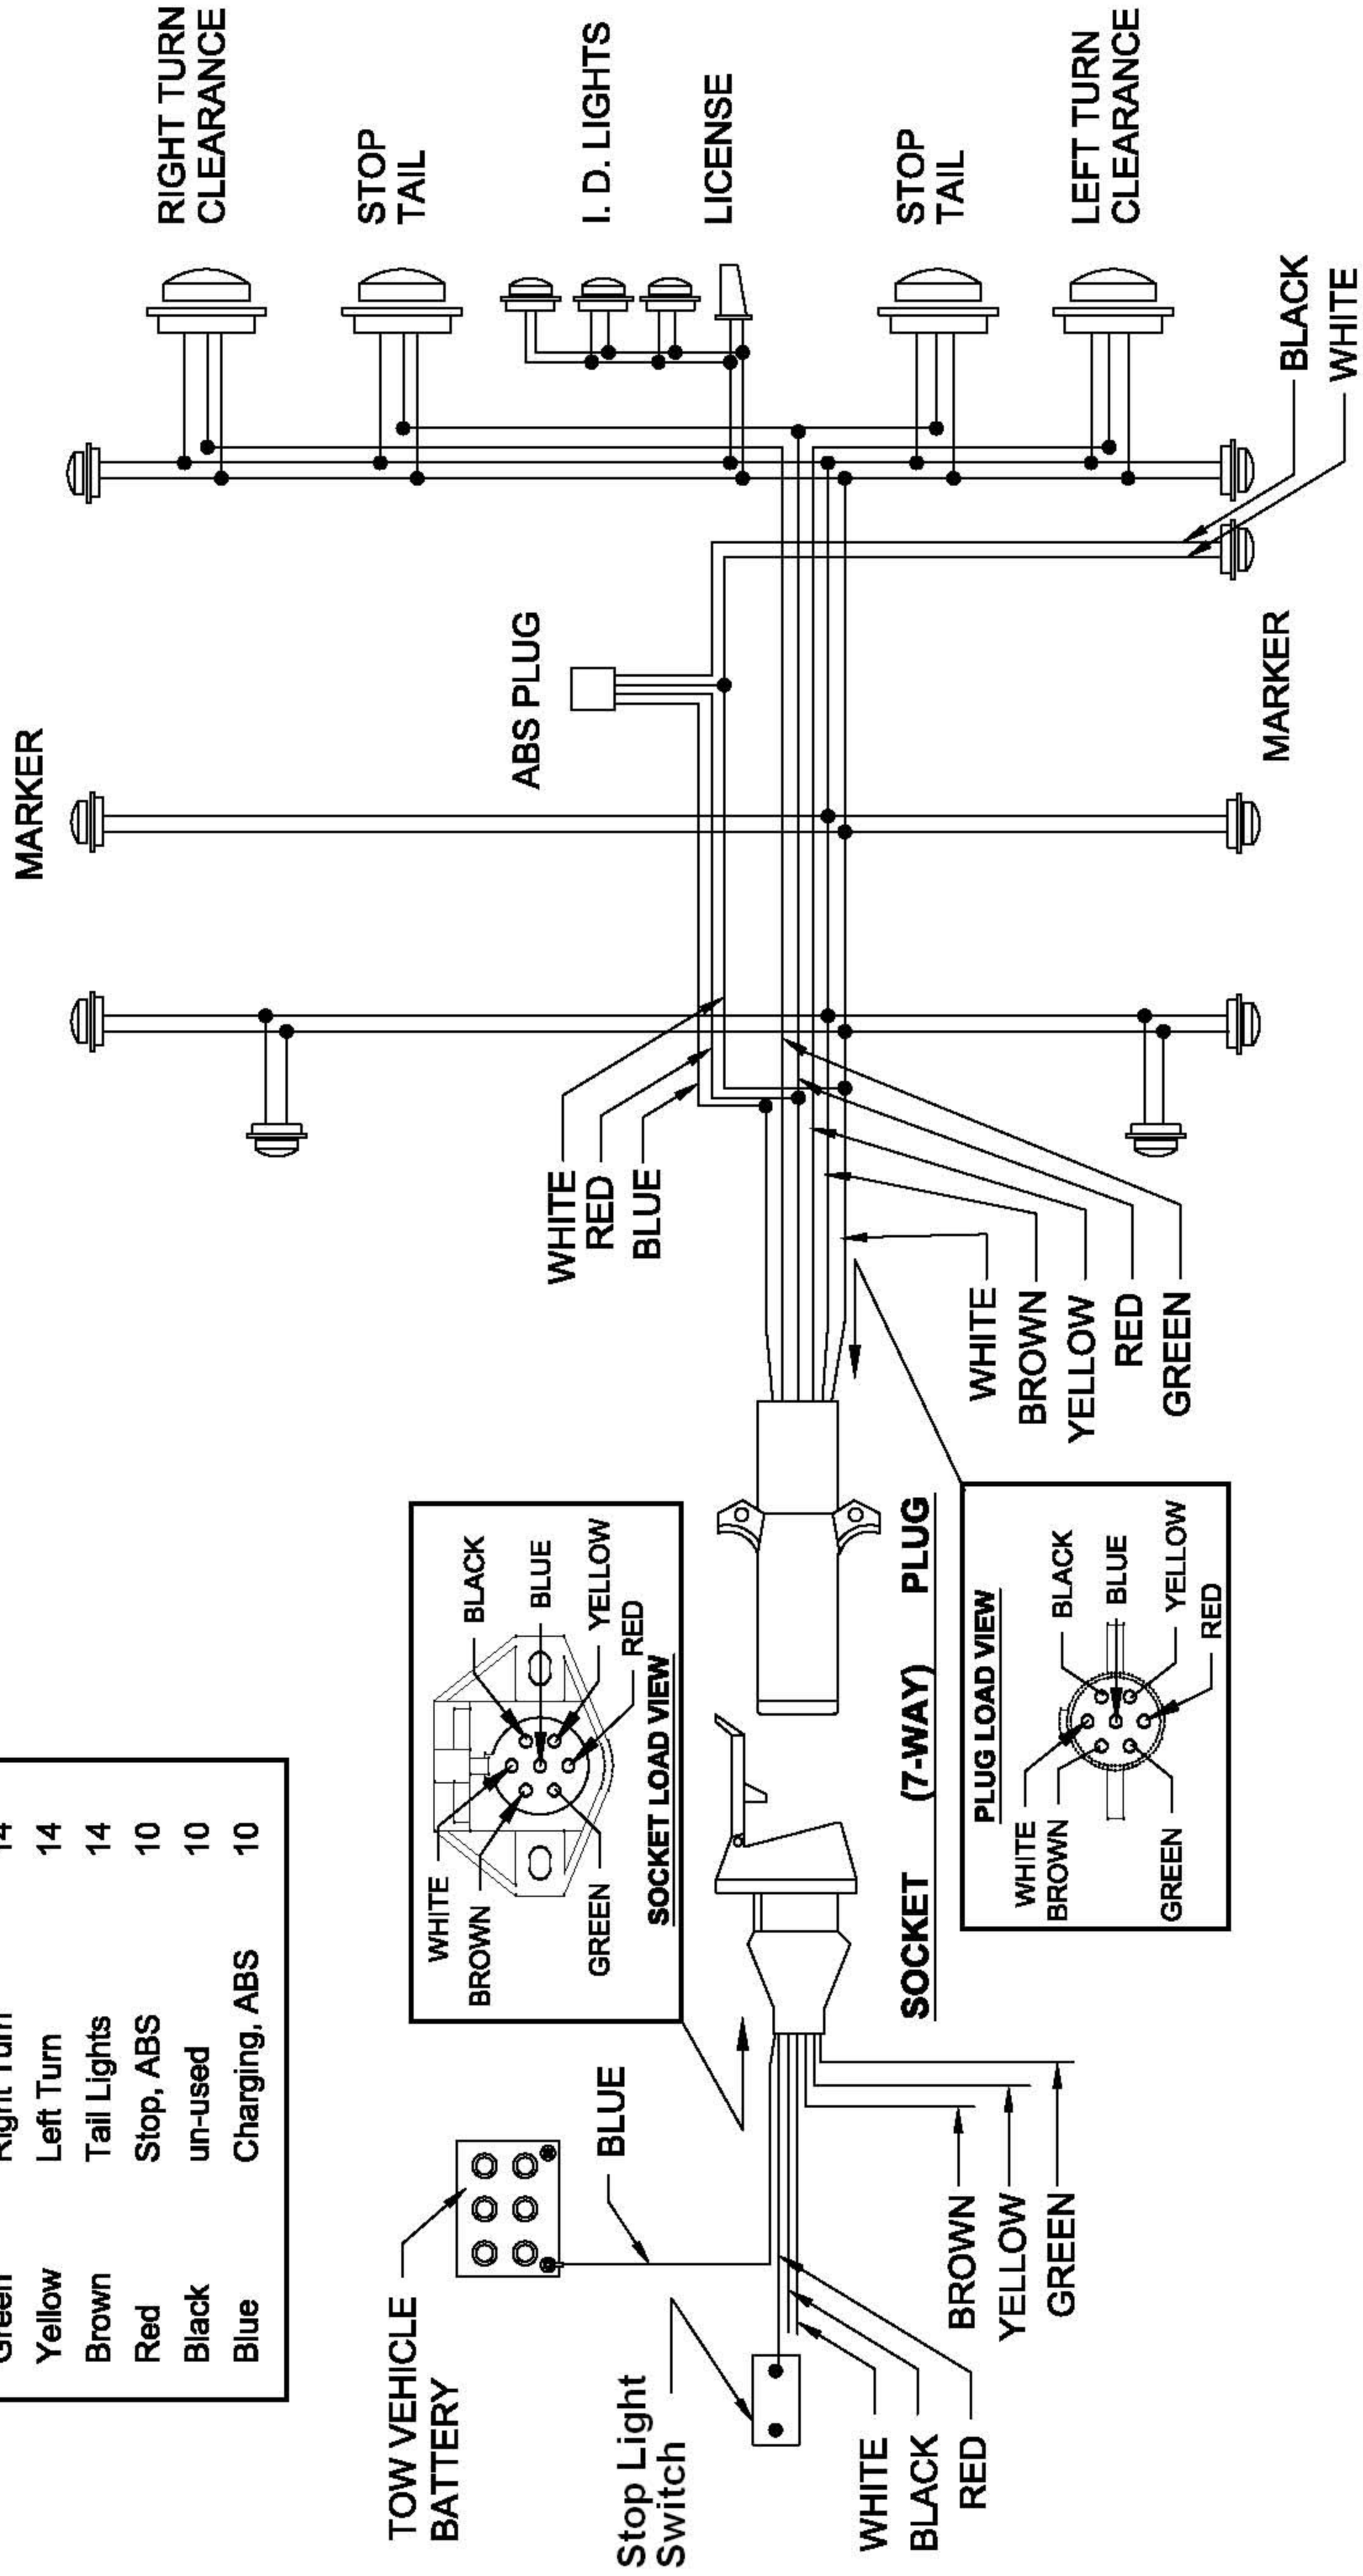 Green Right Turn 14
Yellow Left Turn 14
Brown Tail Lights 14
Red Stop, ABS 10
Black un-used 10
Blue Charging, ABS 10
MARKER
RIGHT TURN
CLEARANCE
STOP
TAIL
I. D. LIGHTS
LICENSE
STOP
TAIL
LEFT TURN
CLEARANCE
BLACK
WHITE
ABS PLUG
MARKER
WHITE
RED
BLUE
WHITE
BROWN
YELLOW
RED
GREEN
WHITE
BROWN
GREEN
BLACK
BLUE
YELLOW
RED
SOCKET LOAD VIEW
SOCKET (7-WAY) PLUG
PLUG LOAD VIEW
WHITE
BROWN
GREEN
BLACK
BLUE
YELLOW
RED
TOW VEHICLE
BATTERY
BLUE
Stop Light
Switch
WHITE
BLACK
RED
BROWN
YELLOW
GREEN